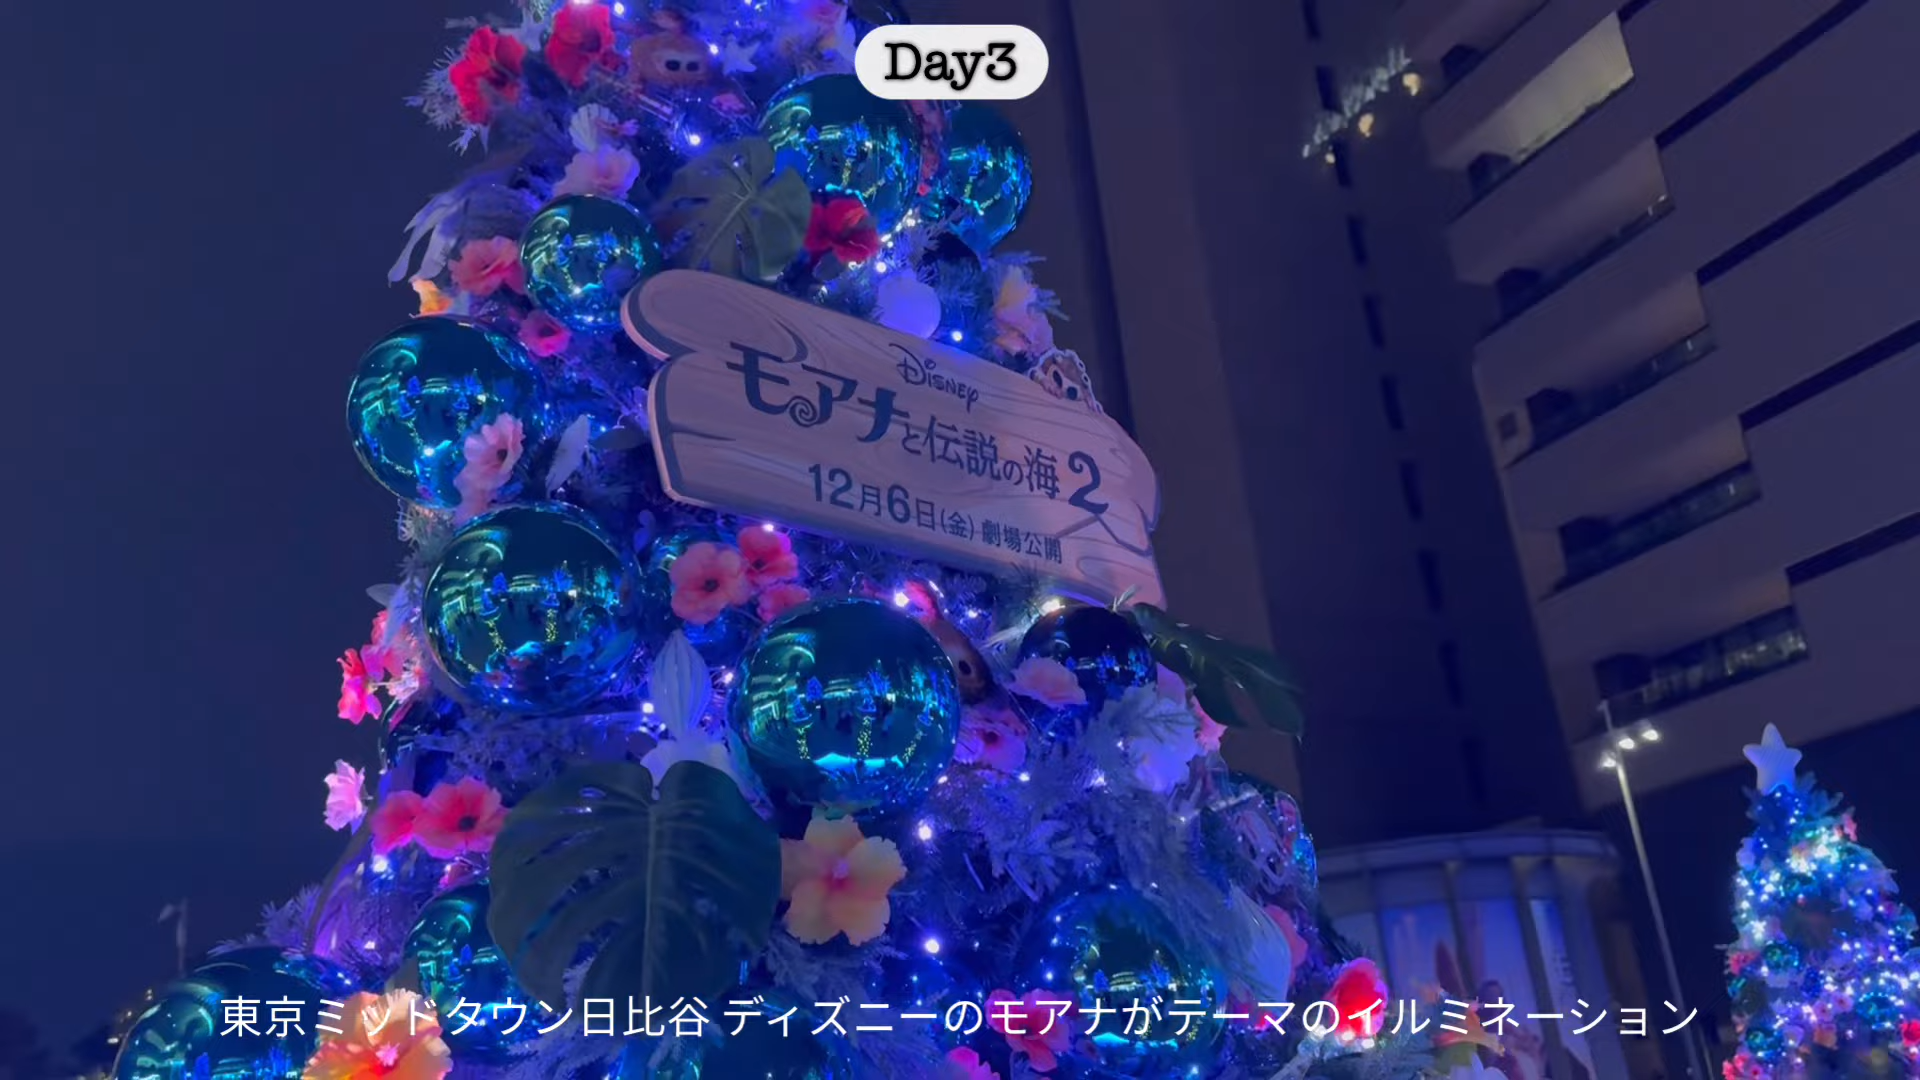 Day3
Disney
モアナと伝説の海2
12月6日(金) 劇場公開
東京ミッドタウン日比谷 ディズニーのモアナがテーマのイルミネーション